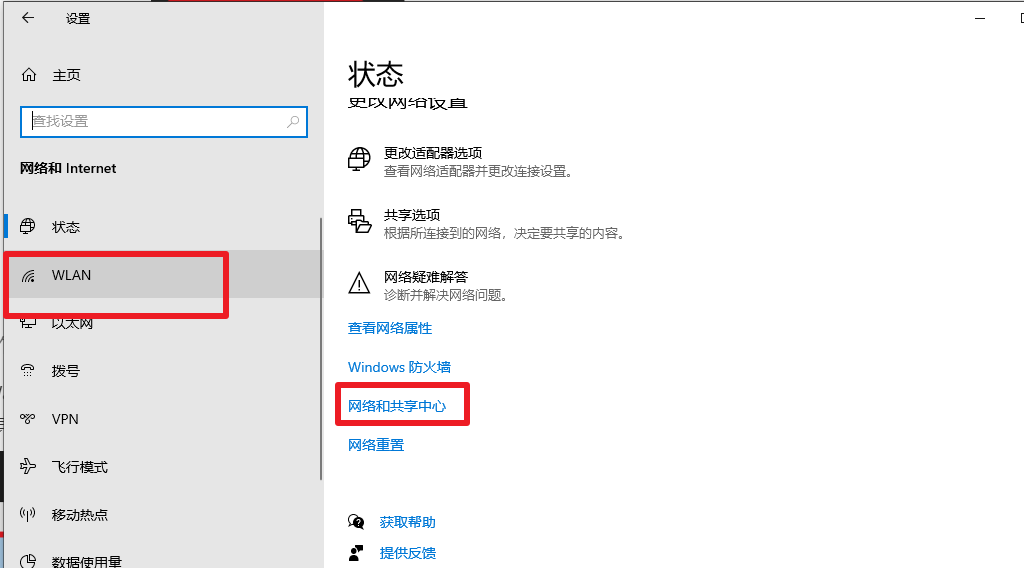 设置
主页
查找设置
网络和 Internet
状态
WLAN
以太网
拨号
VPN
飞行模式
移动热点
数据使用量
状态
更改网络设置
更改适配器选项
查看网络适配器并更改连接设置。
共享选项
根据所连接到的网络，决定要共享的内容。
网络疑难解答
诊断并解决网络问题。
查看网络属性
Windows 防火墙
网络和共享中心
网络重置
获取帮助
提供反馈